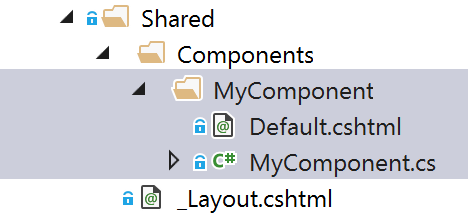 Shared
Components
MyComponent
Default.cshtml
C# MyComponent.cs
_Layout.cshtml